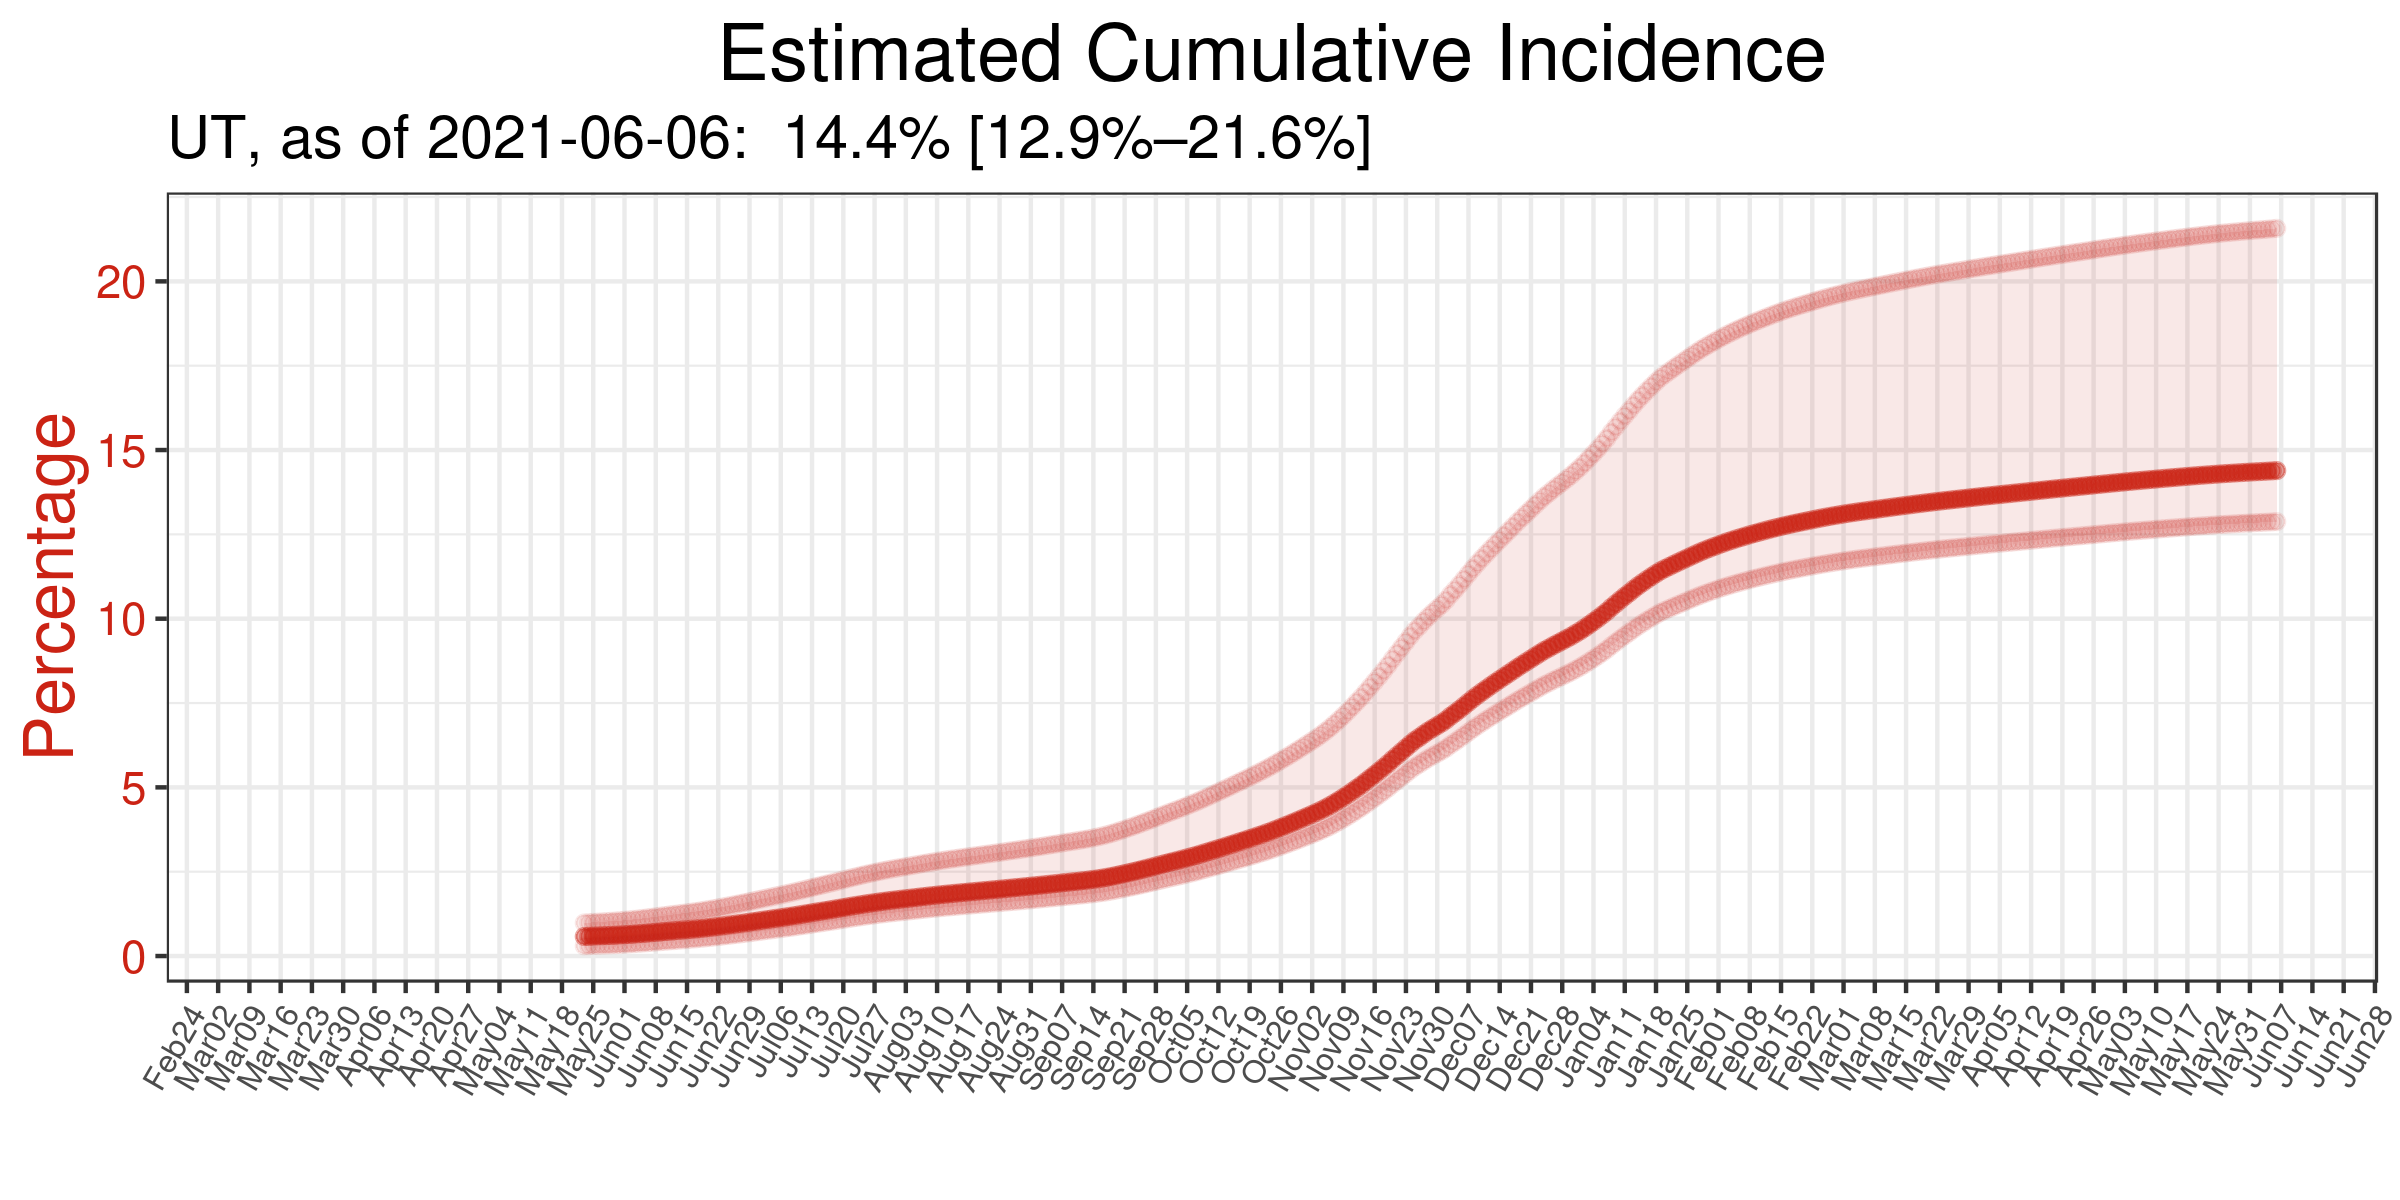 Estimated Cumulative Incidence
UT, as of 2021-06-06:  14.4% [12.9%–21.6%]
Percentage
20
15
10
5
0
Feb24
Mar02
Mar09
Mar16
Mar23
Mar30
Apr06
Apr13
Apr20
Apr27
May04
May11
May18
May25
Jun01
Jun08
Jun15
Jun22
Jun29
Jul06
Jul13
Jul20
Jul27
Aug03
Aug10
Aug17
Aug24
Aug31
Sep07
Sep14
Sep21
Sep28
Oct05
Oct12
Oct19
Oct26
Nov02
Nov09
Nov16
Nov23
Nov30
Dec07
Dec14
Dec21
Dec28
Jan04
Jan11
Jan18
Jan25
Feb01
Feb08
Feb15
Feb22
Mar01
Mar08
Mar15
Mar22
Mar29
Apr05
Apr12
Apr19
Apr26
May03
May10
May17
May24
May31
Jun07
Jun14
Jun21
Jun28